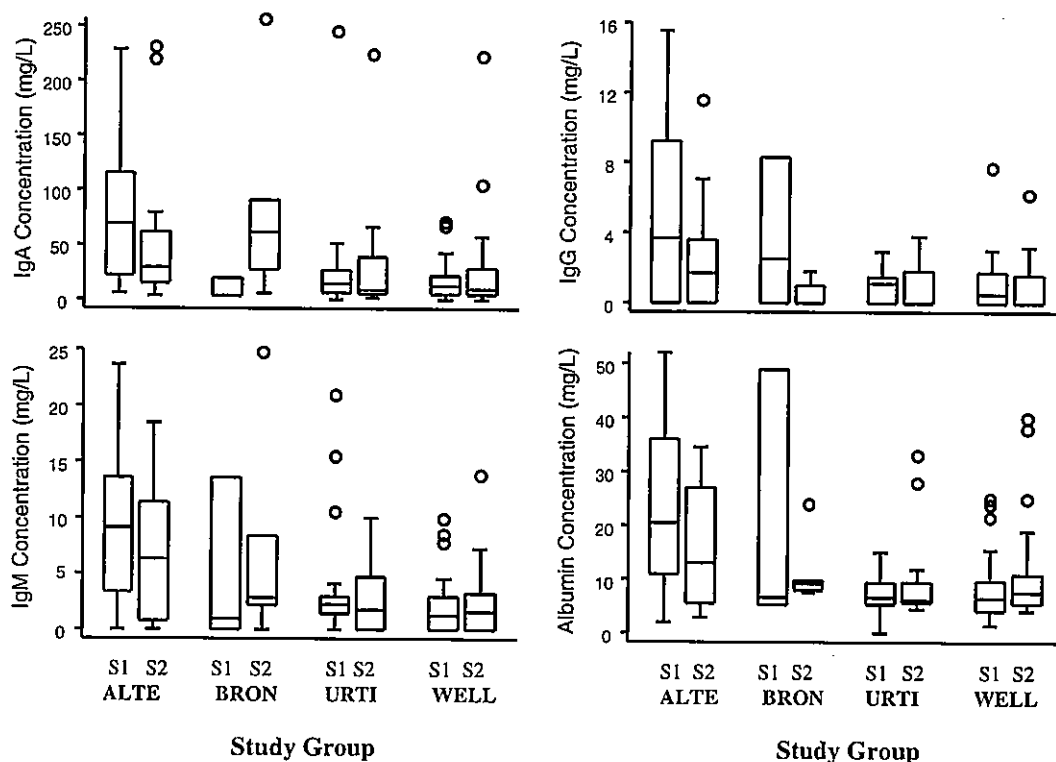 IgA Concentration (mg/L)
250
200
150
100
50
0
IgG Concentration (mg/L)
16
12
8
4
0
IgM Concentration (mg/L)
25
20
15
10
5
0
S1 S2 S1 S2 S1 S2 S1 S2
ALTE BRON URTI WELL
Study Group
Albumin Concentration (mg/L)
50
40
30
20
10
0
S1 S2 S1 S2 S1 S2 S1 S2
ALTE BRON URTI WELL
Study Group